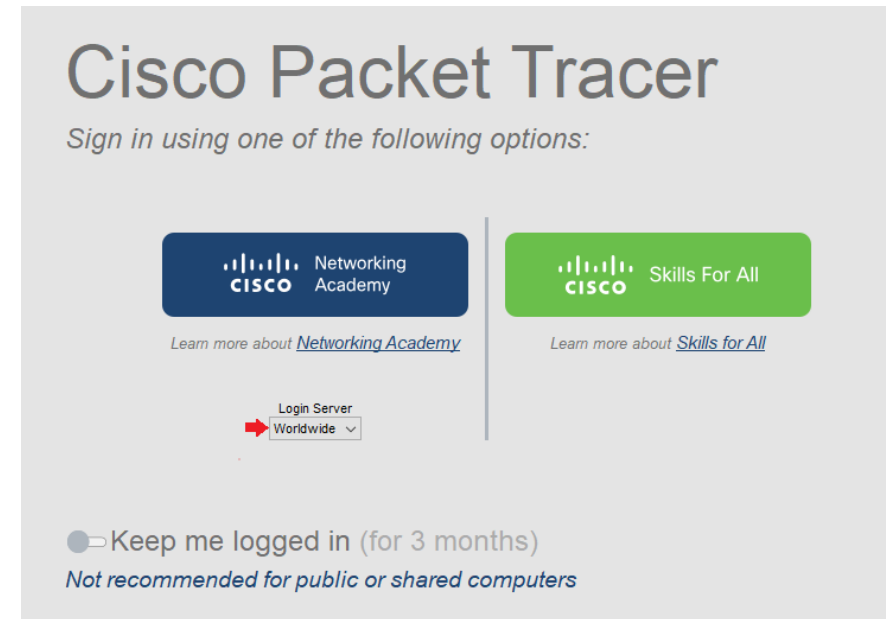 Cisco Packet Tracer
Sign in using one of the following options:
CISCO Networking Academy
CISCO Skills For All
Learn more about Networking Academy
Learn more about Skills for All
Login Server
Worldwide
Keep me logged in (for 3 months)
Not recommended for public or shared computers